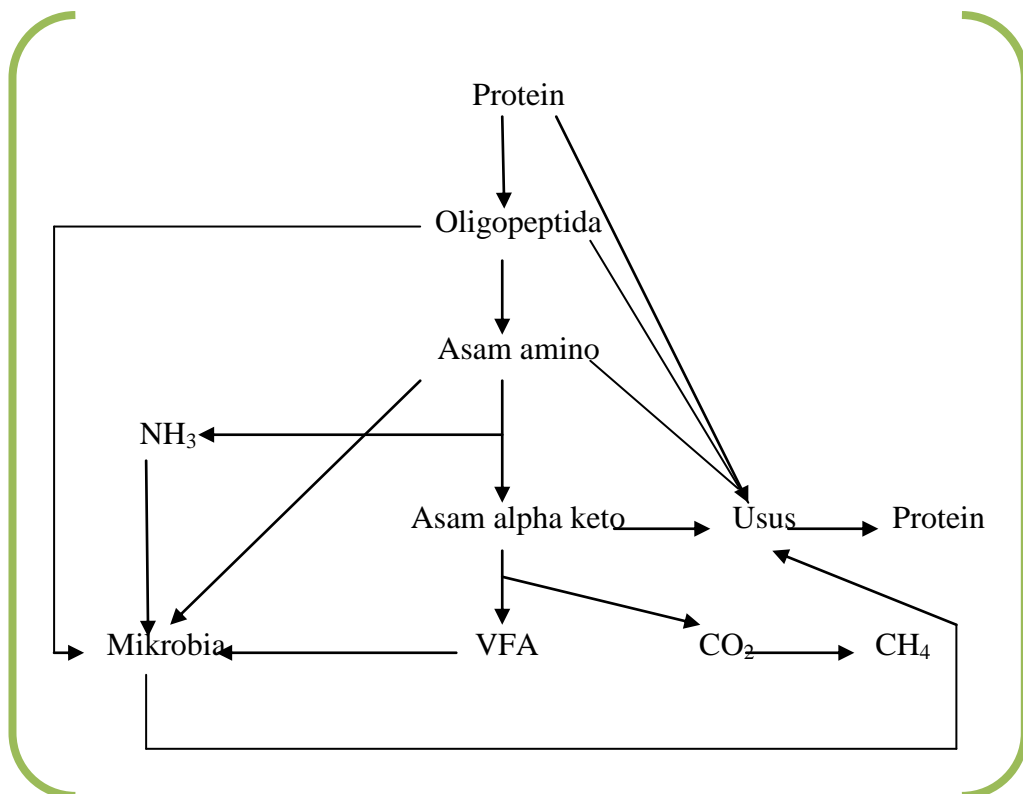 Protein
Oligopeptida
Asam amino
NH₃
Asam alpha keto
Usus
Protein
Mikrobia
VFA
CO₂
CH₄